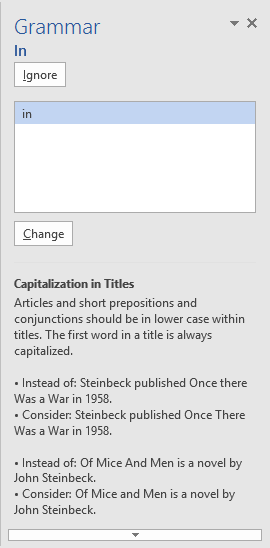 Grammar
In
Ignore
in
Change
Capitalization in Titles
Articles and short prepositions and
conjunctions should be in lower case within
titles. The first word in a title is always
capitalized.
• Instead of: Steinbeck published Once there
Was a War in 1958.
• Consider: Steinbeck published Once There
Was a War in 1958.
• Instead of: Of Mice And Men is a novel by
John Steinbeck.
• Consider: Of Mice and Men is a novel by
John Steinbeck.